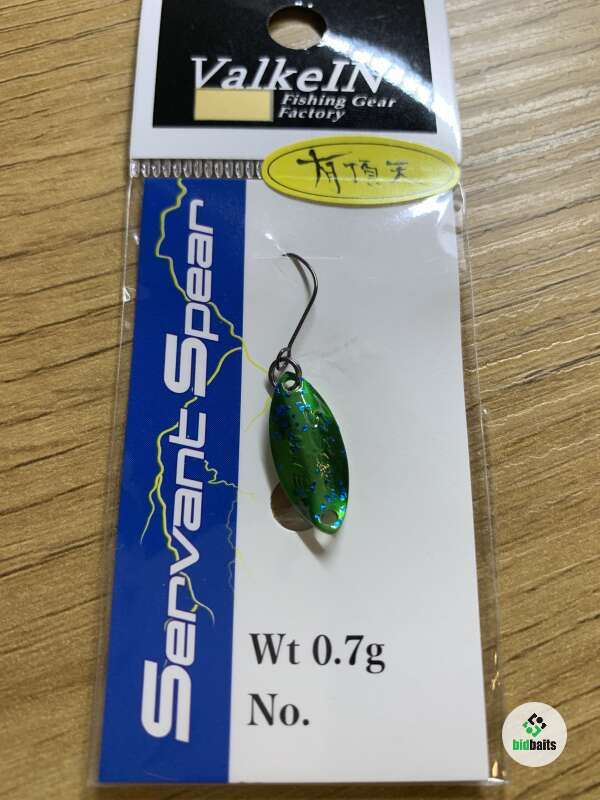 ValkeIN
Fishing Gear
Factory
有頂天
Servant Spear
Wt 0.7g
No.
bidbaits